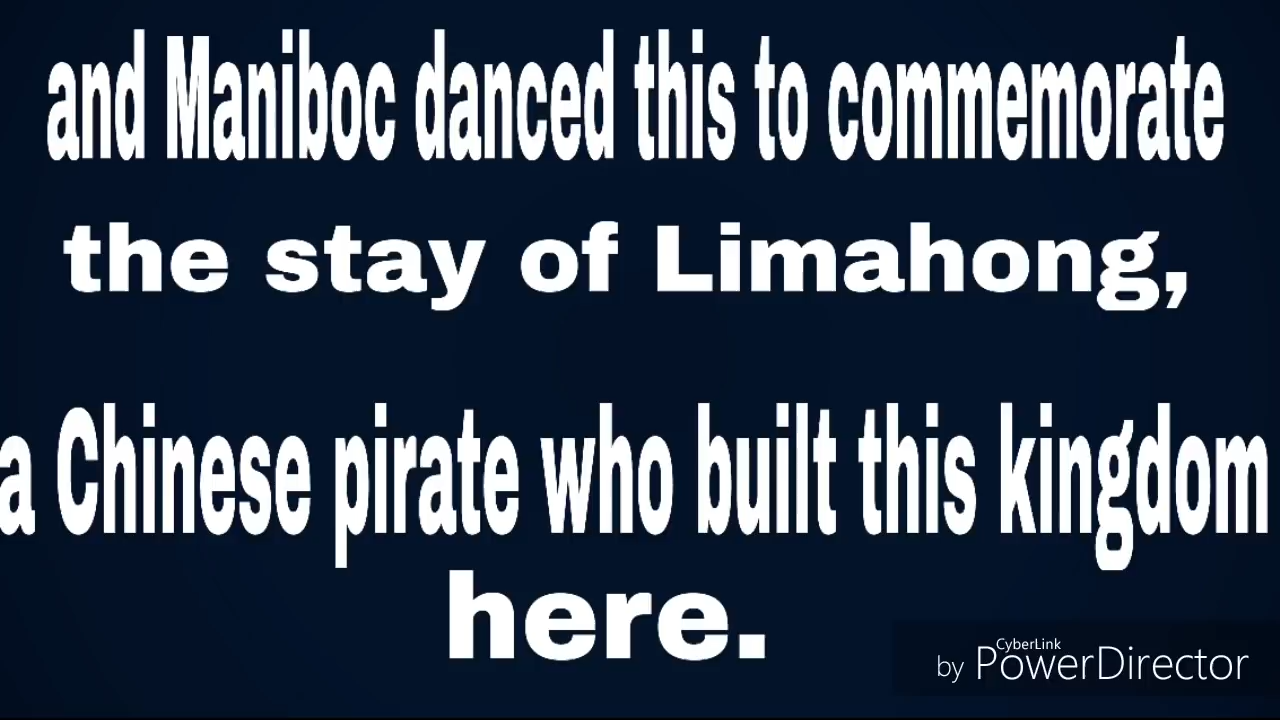 and Maniboc danced this to commemorate
the stay of Limahong,
a Chinese pirate who built this kingdom
here.
CyberLink
by PowerDirector